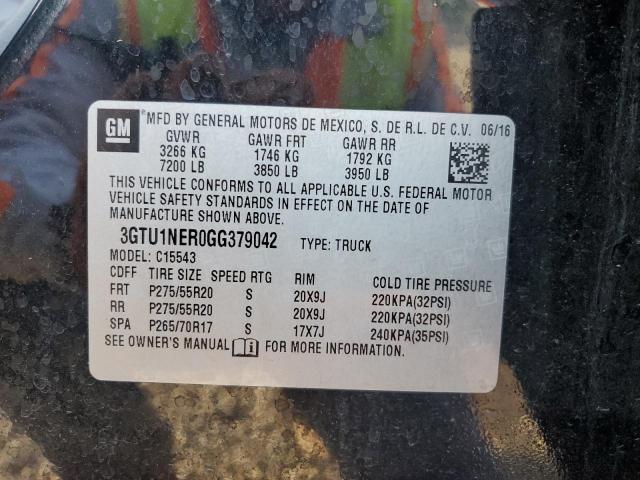 GM
® MFD BY GENERAL MOTORS DE MEXICO, S. DE R.L. DE C.V. 06/16
GVWR GAWR FRT GAWR RR
3266 KG 1746 KG 1792 KG
7200 LB 3850 LB 3950 LB
THIS VEHICLE CONFORMS TO ALL APPLICABLE U.S. FEDERAL MOTOR
VEHICLE SAFETY STANDARDS IN EFFECT ON THE DATE OF
MANUFACTURE SHOWN ABOVE.
3GTU1NER0GG379042 TYPE: TRUCK
MODEL: C15543
CDFF TIRE SIZE SPEED RTG RIM COLD TIRE PRESSURE
FRT P275/55R20 S 20X9J 220KPA(32PSI)
RR P275/55R20 S 20X9J 220KPA(32PSI)
SPA P265/70R17 S 17X7J 240KPA(35PSI)
SEE OWNER'S MANUAL FOR MORE INFORMATION.